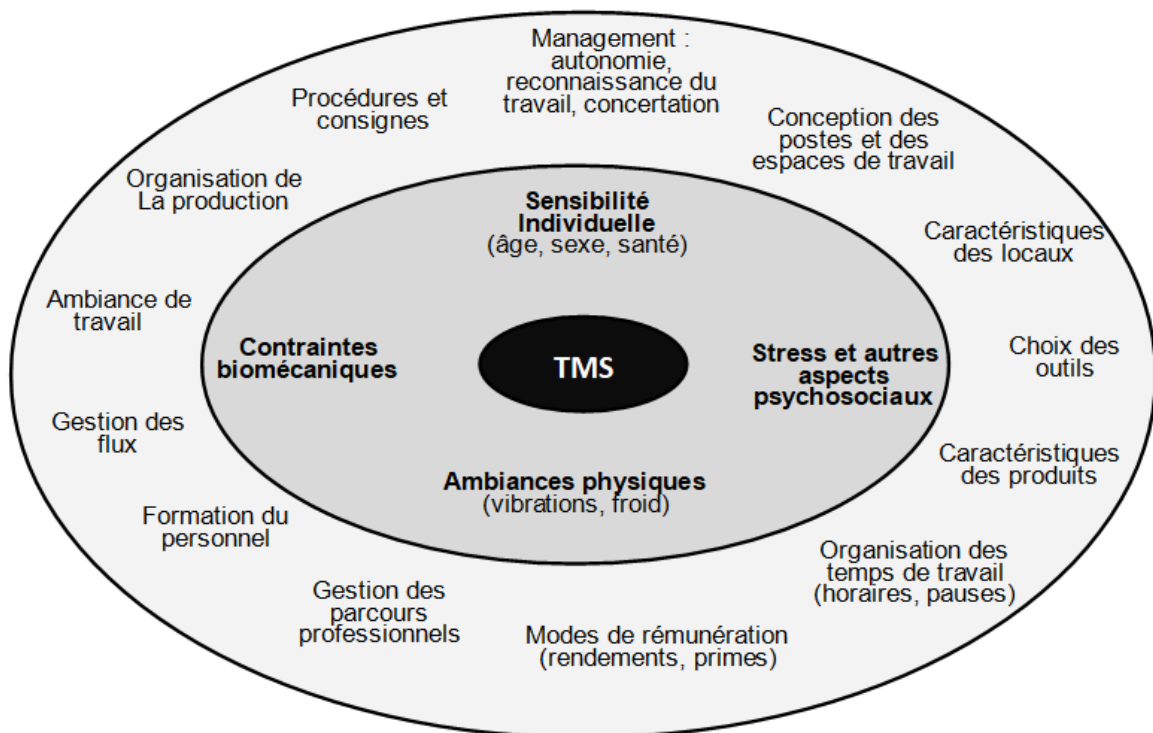 Management :
autonomie,
reconnaissance du
travail, concertation
Procédures et
consignes
Conception des
postes et des
espaces de travail
Organisation de
La production
Sensibilité
Individuelle
(âge, sexe, santé)
Caractéristiques
des locaux
Ambiance de
travail
Contraintes
biomécaniques
TMS
Stress et autres
aspects
psychosociaux
Choix des
outils
Gestion des
flux
Caractéristiques
des produits
Ambiances physiques
(vibrations, froid)
Formation du
personnel
Organisation des
temps de travail
(horaires, pauses)
Gestion des
parcours
professionnels
Modes de rémunération
(rendements, primes)